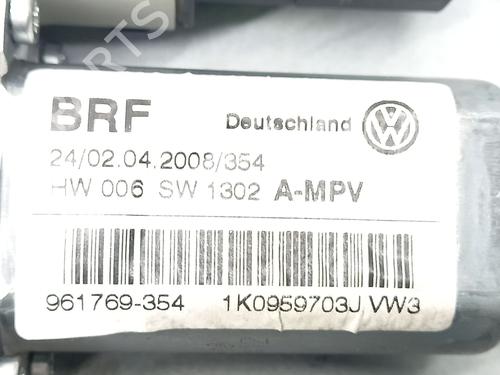 BRF Deutschland
24/02.04.2008/354
HW 006 SW 1302 A-MPV
961769-354 1K0959703J VW3